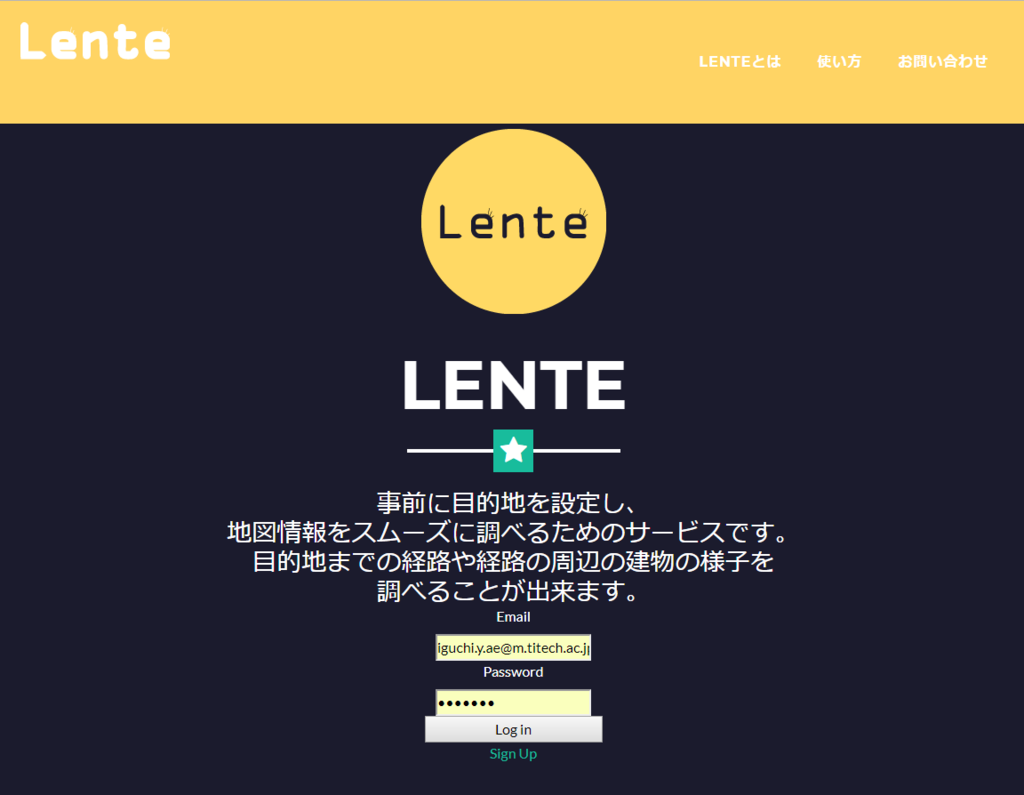 Lente
LENTEとは 使い方 お問い合わせ
Lente
LENTE
事前に目的地を設定し、
地図情報をスムーズに調べるためのサービスです。
目的地までの経路や経路の周辺の建物の様子を
調べることが出来ます。
Email
iguchi.y.ae@m.titech.ac.jp
Password
•••••••
Log in
Sign Up